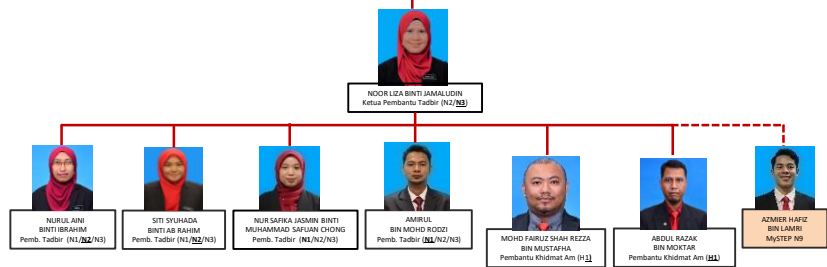 NOOR LIZA BINTI JAMALUDIN
Ketua Pembantu Tadbir (N2/N3)
NURUL AINI
BINTI IBRAHIM
Pemb. Tadbir (N1/N2/N3)
SITI SYUHADA
BINTI AB RAHIM
Pemb. Tadbir (N1/N2/N3)
NUR SAFIKA JASMIN BINTI
MUHAMMAD SAFUAN CHONG
Pemb. Tadbir (N1/N2/N3)
AMIRUL
BIN MOHD RODZI
Pemb. Tadbir (N1/N2/N3)
MOHD FAIRUZ SHAH REZZA
BIN MUSTAFHA
Pembantu Khidmat Am (H1)
ABDUL RAZAK
BIN MOKTAR
Pembantu Khidmat Am (H1)
AZMIER HAFIZ
BIN LAMRI
MySTEP N9